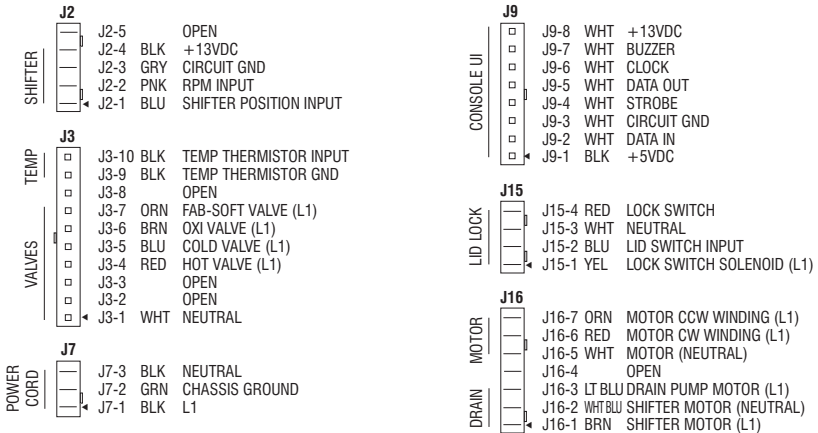 J2
SHIFTER
J2-5 OPEN
J2-4 BLK +13VDC
J2-3 GRY CIRCUIT GND
J2-2 PNK RPM INPUT
J2-1 BLU SHIFTER POSITION INPUT
J3
TEMP
VALVES
J3-10 BLK TEMP THERMISTOR INPUT
J3-9 BLK TEMP THERMISTOR GND
J3-8 OPEN
J3-7 ORN FAB-SOFT VALVE (L1)
J3-6 BRN OXI VALVE (L1)
J3-5 BLU COLD VALVE (L1)
J3-4 RED HOT VALVE (L1)
J3-3 OPEN
J3-2 OPEN
J3-1 WHT NEUTRAL
J7
POWER
CORD
J7-3 BLK NEUTRAL
J7-2 GRN CHASSIS GROUND
J7-1 BLK L1
J9
CONSOLE UI
J9-8 WHT +13VDC
J9-7 WHT BUZZER
J9-6 WHT CLOCK
J9-5 WHT DATA OUT
J9-4 WHT STROBE
J9-3 WHT CIRCUIT GND
J9-2 WHT DATA IN
J9-1 BLK +5VDC
J15
LID LOCK
J15-4 RED LOCK SWITCH
J15-3 WHT NEUTRAL
J15-2 BLU LID SWITCH INPUT
J15-1 YEL LOCK SWITCH SOLENOID (L1)
J16
MOTOR
DRAIN
J16-7 ORN MOTOR CCW WINDING (L1)
J16-6 RED MOTOR CW WINDING (L1)
J16-5 WHT MOTOR (NEUTRAL)
J16-4 OPEN
J16-3 LT BLU DRAIN PUMP MOTOR (L1)
J16-2 WHT BLU SHIFTER MOTOR (NEUTRAL)
J16-1 BRN SHIFTER MOTOR (L1)